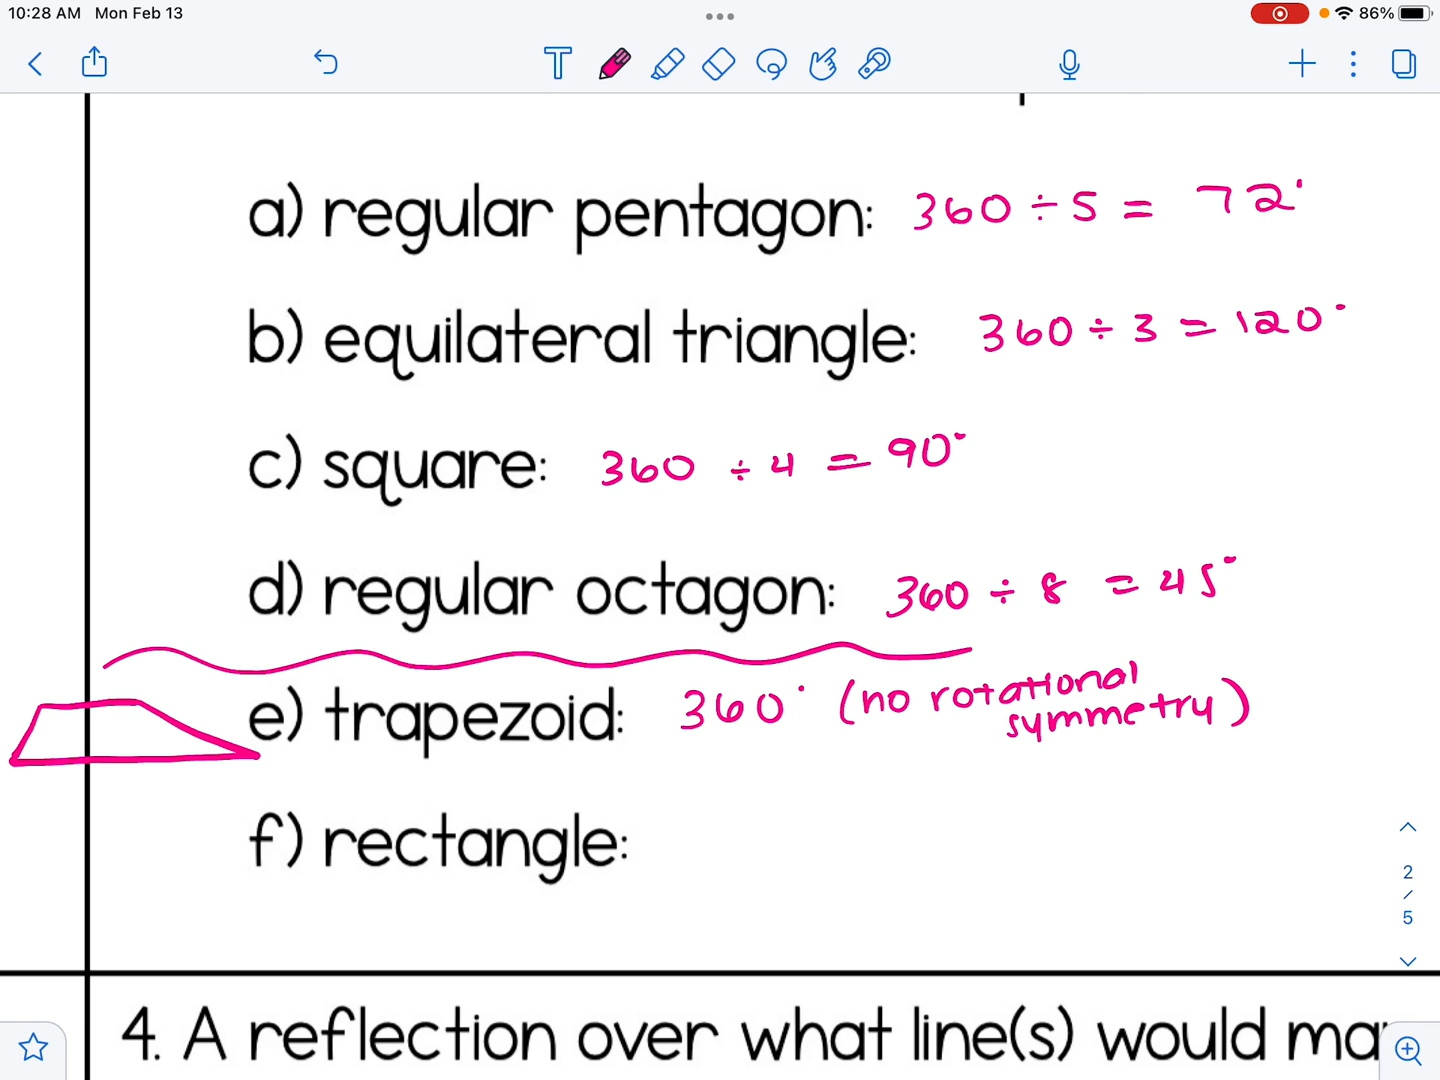 10:28 AM Mon Feb 13
86%
a) regular pentagon: 360 ÷ 5 = 72°
b) equilateral triangle: 360 ÷ 3 = 120°
c) square: 360 ÷ 4 = 90°
d) regular octagon: 360 ÷ 8 = 45°
e) trapezoid: 360° (no rotational
symmetry)
f) rectangle:
2
/
5
4. A reflection over what line(s) would